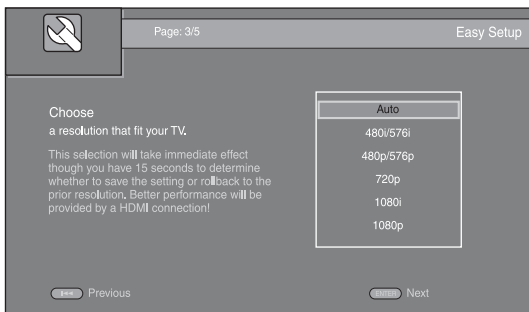 Page: 3/5
Easy Setup
Choose
a resolution that fit your TV.
This selection will take immediate effect
though you have 15 seconds to determine
whether to save the setting or rollback to the
prior resolution. Better performance will be
provided by a HDMI connection!
Auto
480i/576i
480p/576p
720p
1080i
1080p
Previous
ENTER Next